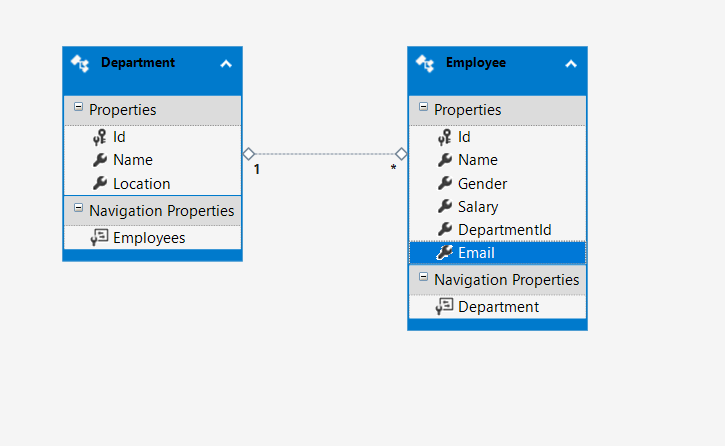 Department
Properties
Id
Name
Location
Navigation Properties
Employees
1
*
Employee
Properties
Id
Name
Gender
Salary
DepartmentId
Email
Navigation Properties
Department